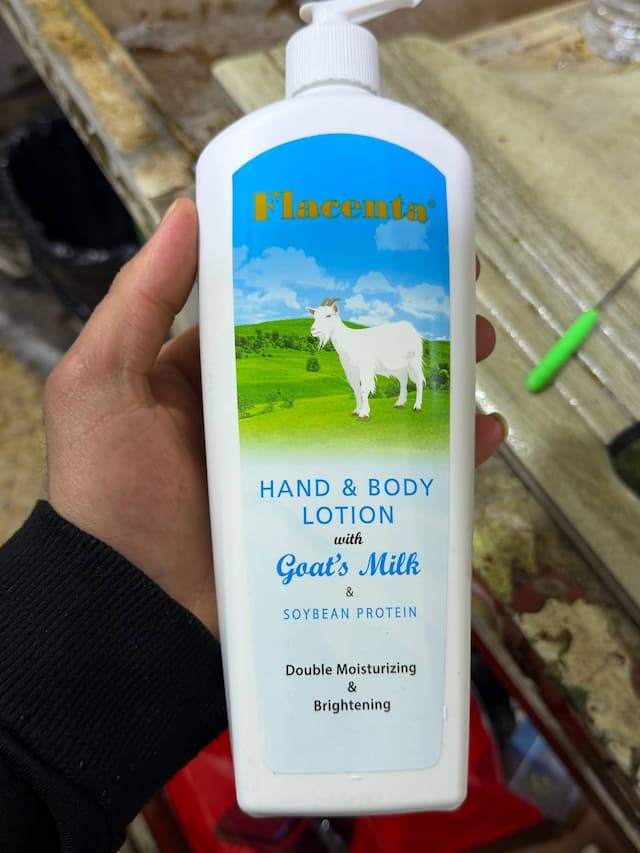 Flacenta®
HAND & BODY
LOTION
with
Goat's Milk
&
SOYBEAN PROTEIN
Double Moisturizing
&
Brightening